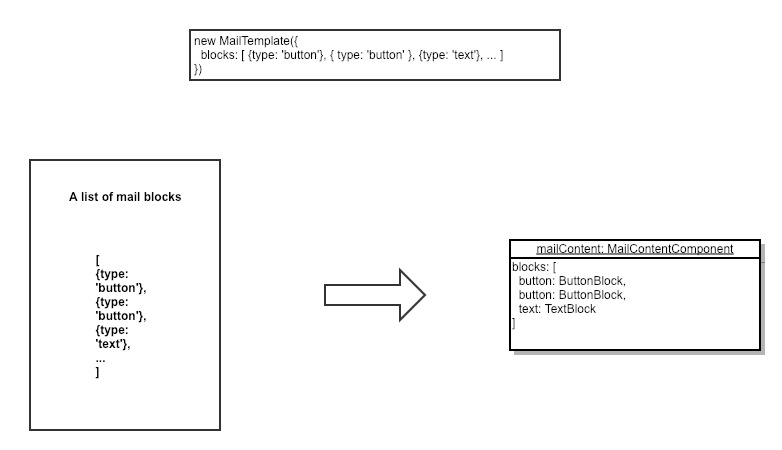 new MailTemplate({
blocks: [ {type: 'button'}, { type: 'button' }, {type: 'text'}, ... ]
})
A list of mail blocks
[
{type:
'button'},
{type:
'button'},
{type:
'text'},
...
]
mailContent: MailContentComponent
blocks: [
button: ButtonBlock,
button: ButtonBlock,
text: TextBlock
]